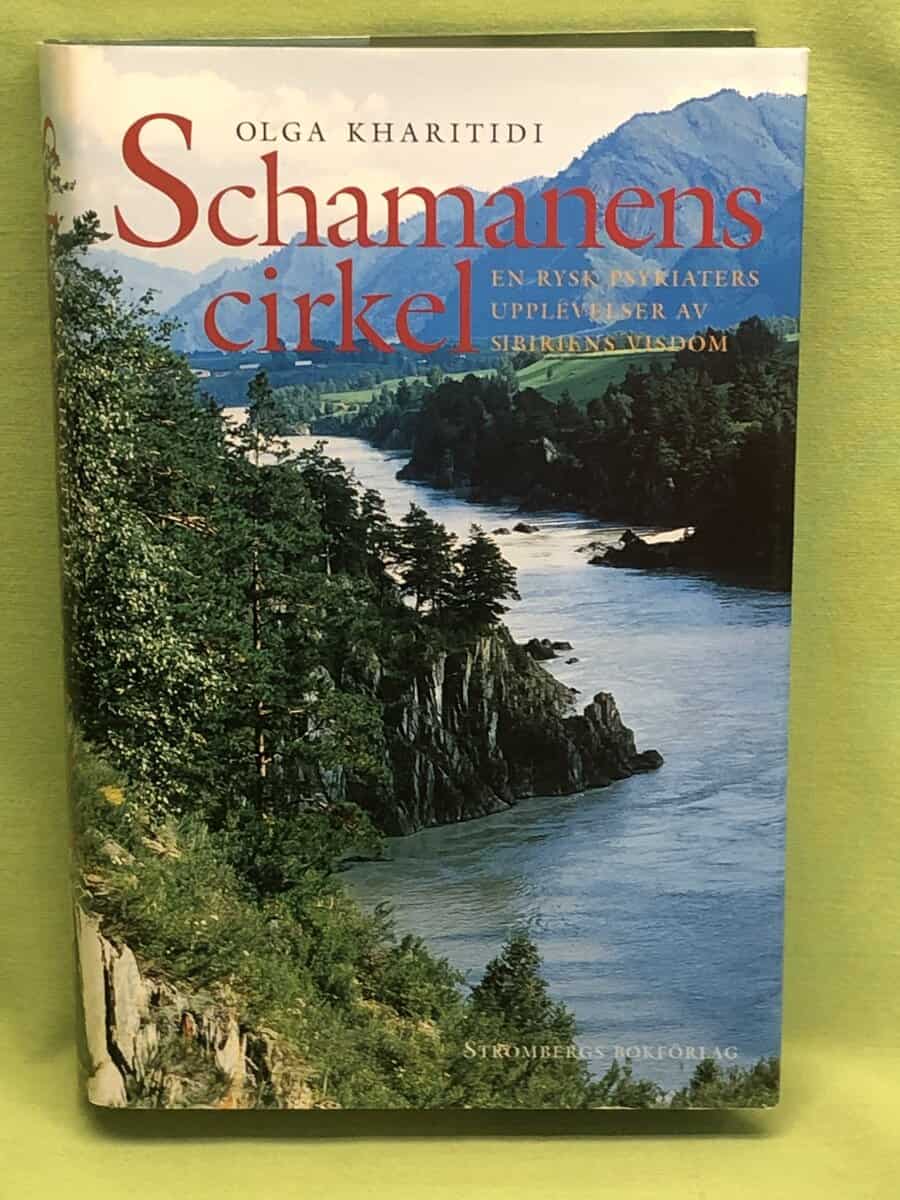 OLGA KHARITIDI
Schamanens
cirkel
EN RYSK PSYKIATERS
UPPLEVELSER AV
SIBIRIENS VISDOM
STRÖMBERGS BOKFÖRLAG